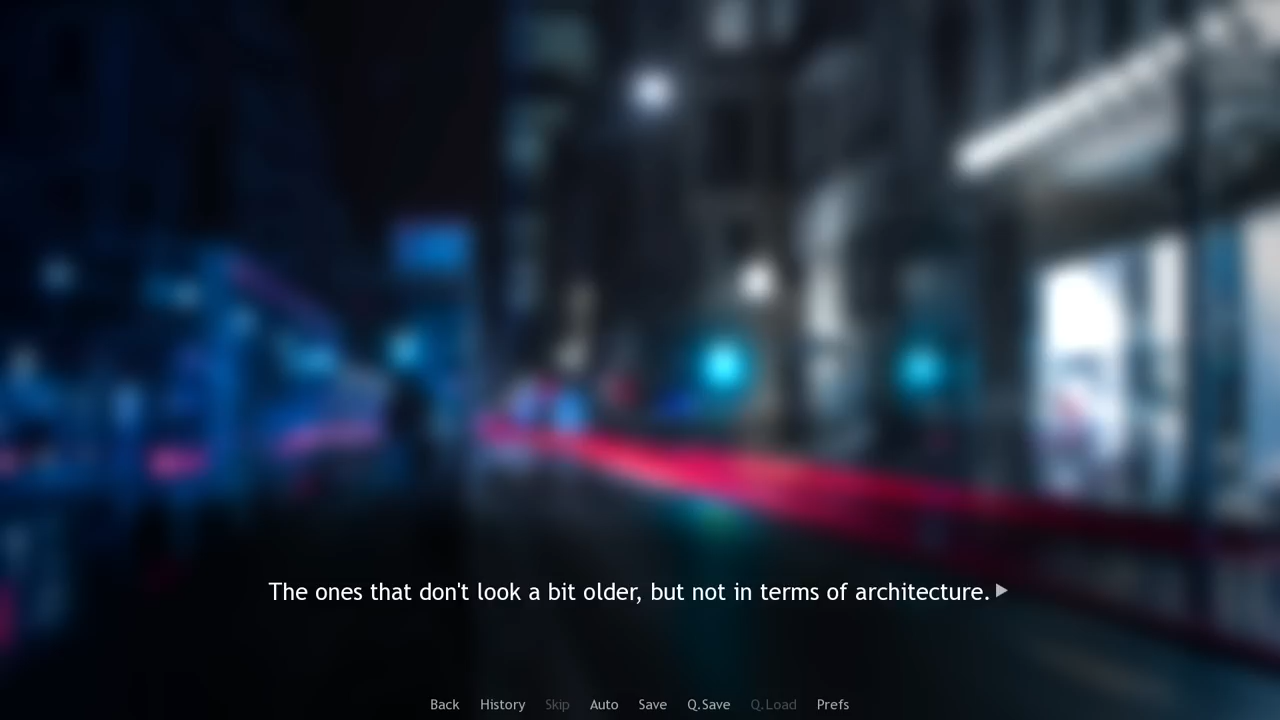 The ones that don't look a bit older, but not in terms of architecture.
Back History Skip Auto Save Q.Save Q.Load Prefs